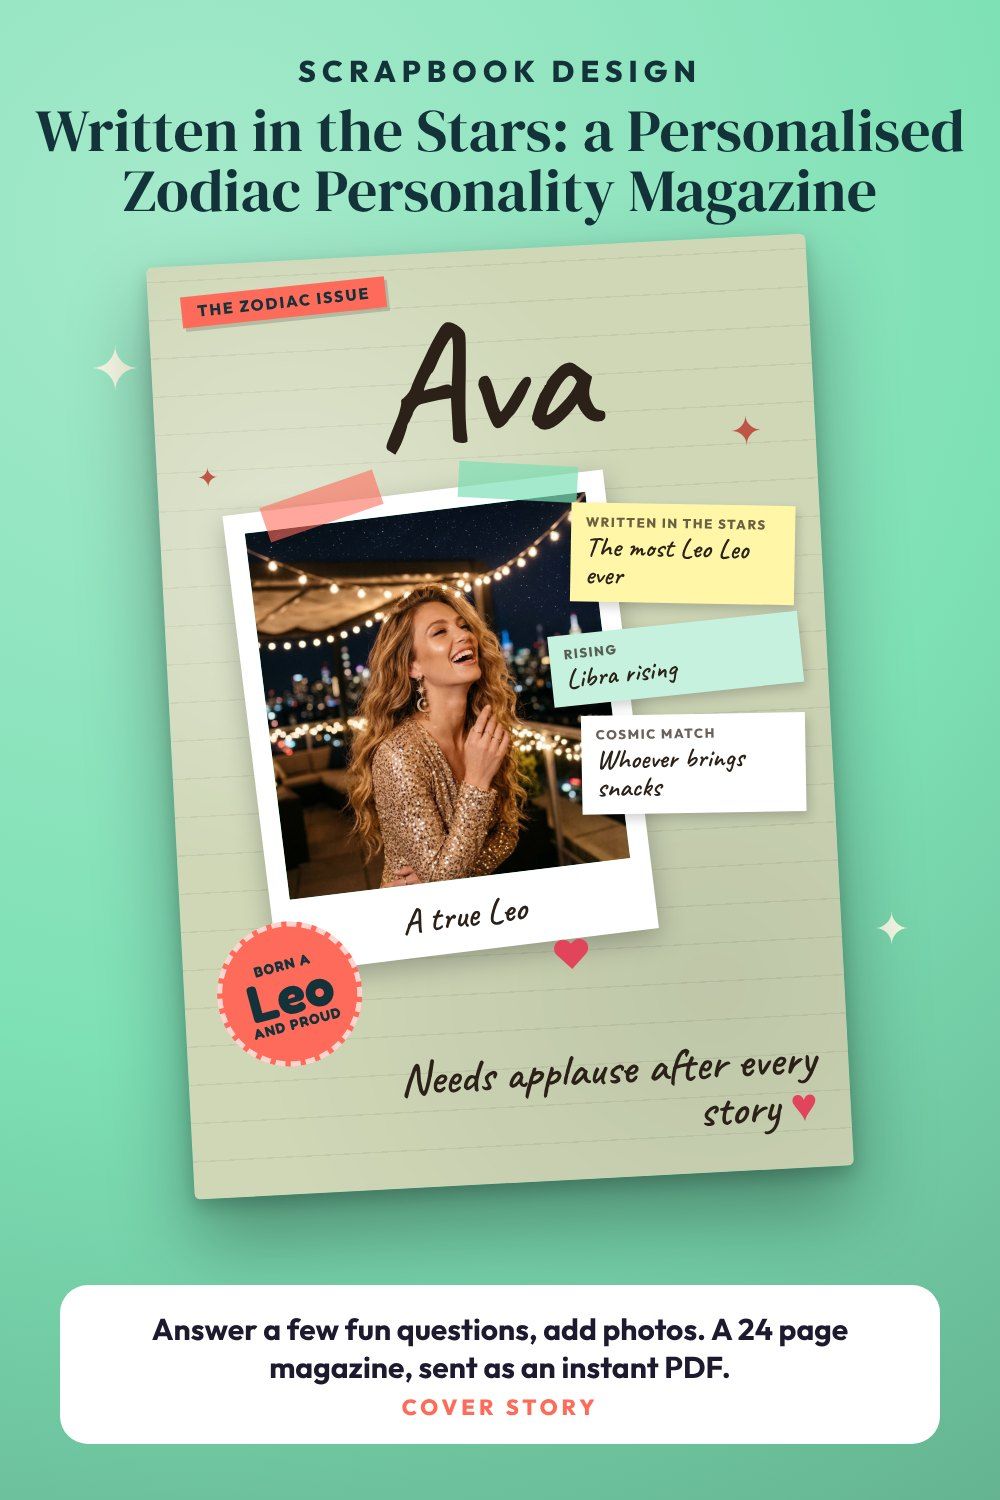 SCRAPBOOK DESIGN
Written in the Stars: a Personalised
Zodiac Personality Magazine
THE ZODIAC ISSUE
Ava
WRITTEN IN THE STARS
The most Leo Leo
ever
RISING
Libra rising
COSMIC MATCH
Whoever brings
snacks
A true Leo
BORN A
Leo
AND PROUD
Needs applause after every
story ♥
Answer a few fun questions, add photos. A 24 page
magazine, sent as an instant PDF.
COVER STORY